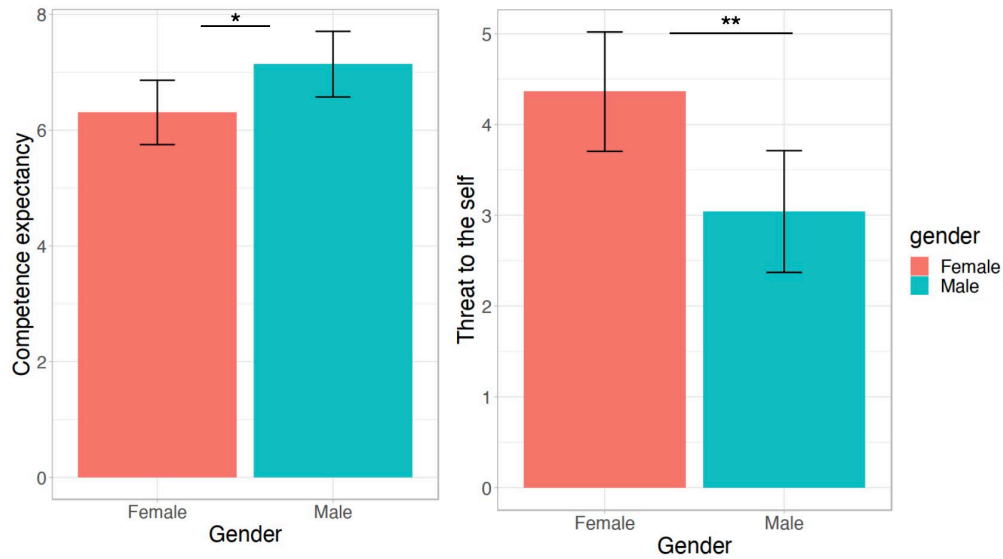 *
8
6
4
2
0
Competence expectancy
Female
Male
Gender
**
5
4
3
2
1
0
Threat to the self
Female
Male
Gender
gender
Female
Male